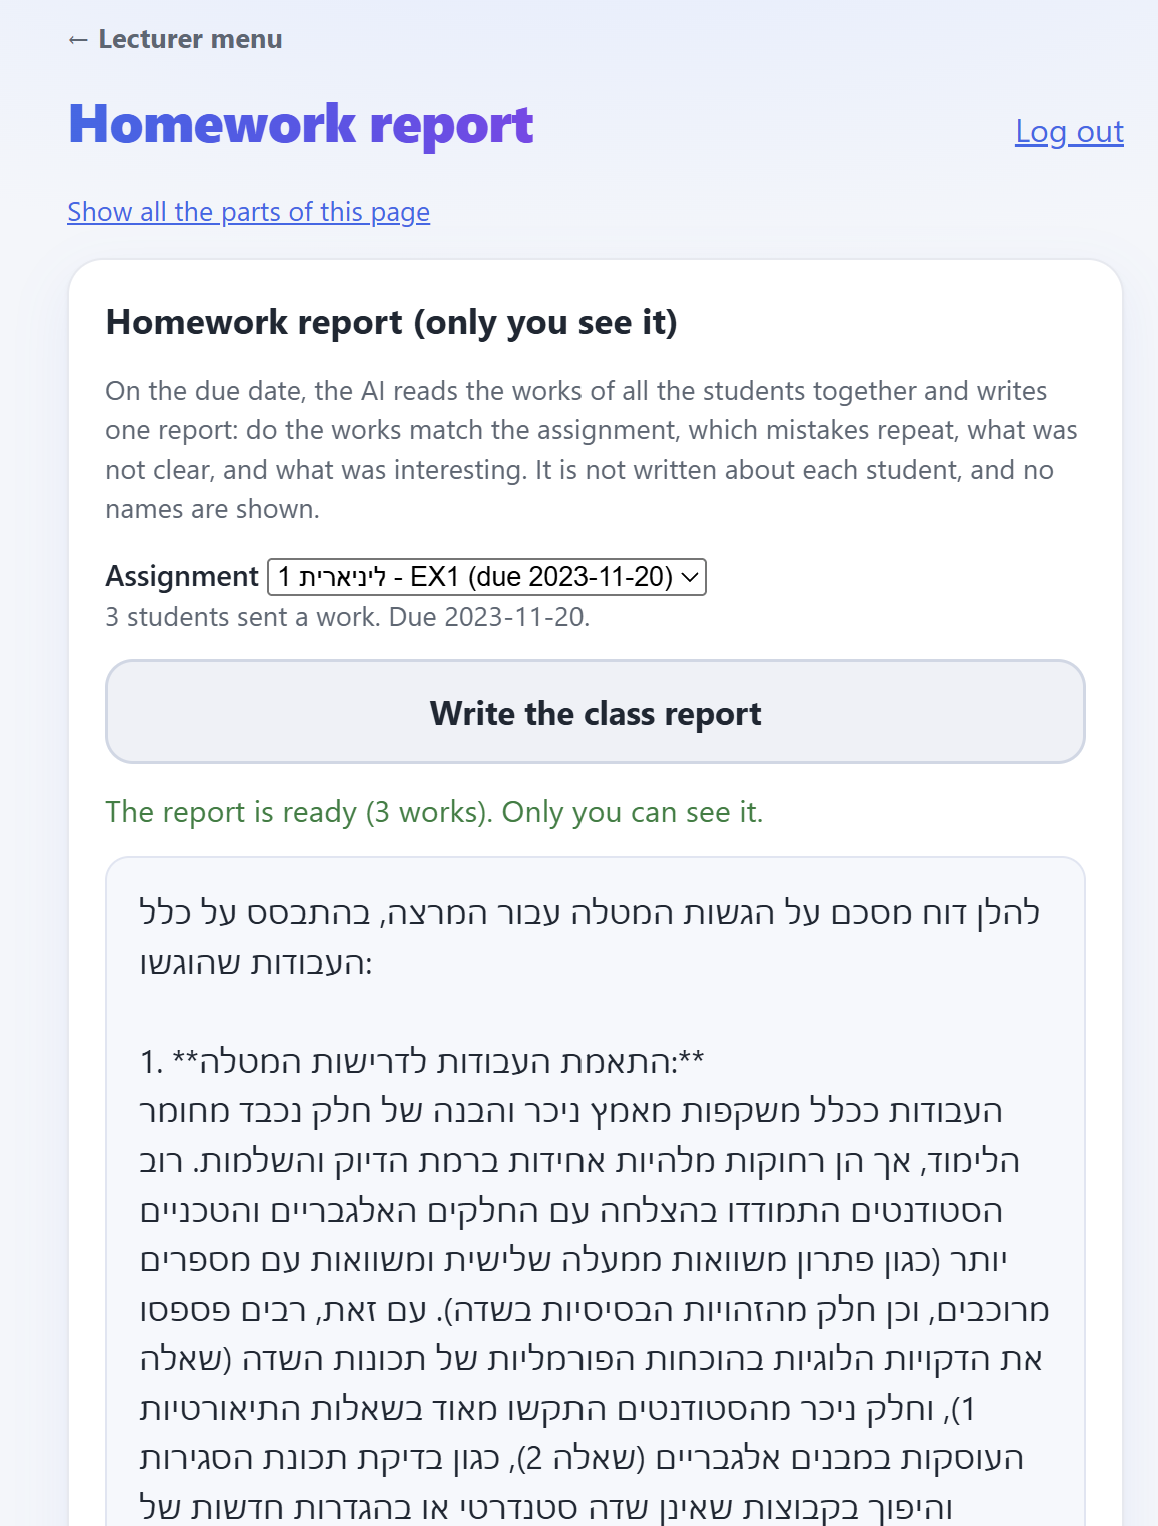 ← Lecturer menu
Homework report
Log out
Show all the parts of this page
Homework report (only you see it)
On the due date, the AI reads the works of all the students together and writes
one report: do the works match the assignment, which mistakes repeat, what was
not clear, and what was interesting. It is not written about each student, and no
names are shown.
Assignment ליניארית 1 - EX1 (due 2023-11-20)
3 students sent a work. Due 2023-11-20.
Write the class report
The report is ready (3 works). Only you can see it.
להלן דוח מסכם על הגשות המטלה עבור המרצה, בהתבסס על כלל
העבודות שהוגשו:
1. **התאמת העבודות לדרישות המטלה:**
העבודות ככלל משקפות מאמץ ניכר והבנה של חלק נכבד מחומר
הלימוד, אך הן רחוקות מלהיות אחידות ברמת הדיוק והשלמות. רוב
הסטודנטים התמודדו בהצלחה עם החלקים האלגבריים והטכניים
יותר (כגון פתרון משוואות ממעלה שלישית ומשוואות עם מספרים
מרוכבים, וכן חלק מהזהויות הבסיסיות בשדה). עם זאת, רבים פספסו
את הדקויות הלוגיות בהוכחות הפורמליות של תכונות השדה (שאלה
1), וחלק ניכר מהסטודנטים התקשו מאוד בשאלות התיאורטיות
העוסקות במבנים אלגבריים (שאלה 2), כגון בדיקת תכונת הסגירות
והיפוך בקבוצות שאינן שדה סטנדרטי או בהגדרות חדשות של